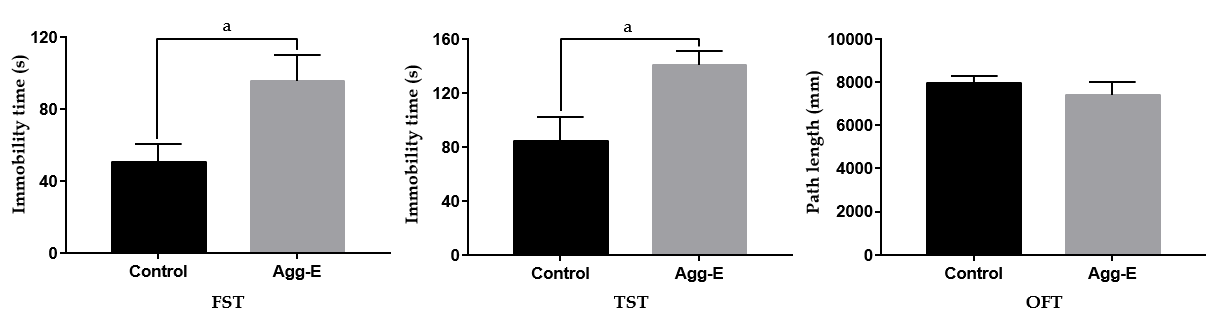 a
120
80
40
0
Immobility time (s)
Control Agg-E
FST
a
160
120
80
40
0
Immobility time (s)
Control Agg-E
TST
10000
8000
6000
4000
2000
0
Path length (mm)
Control Agg-E
OFT